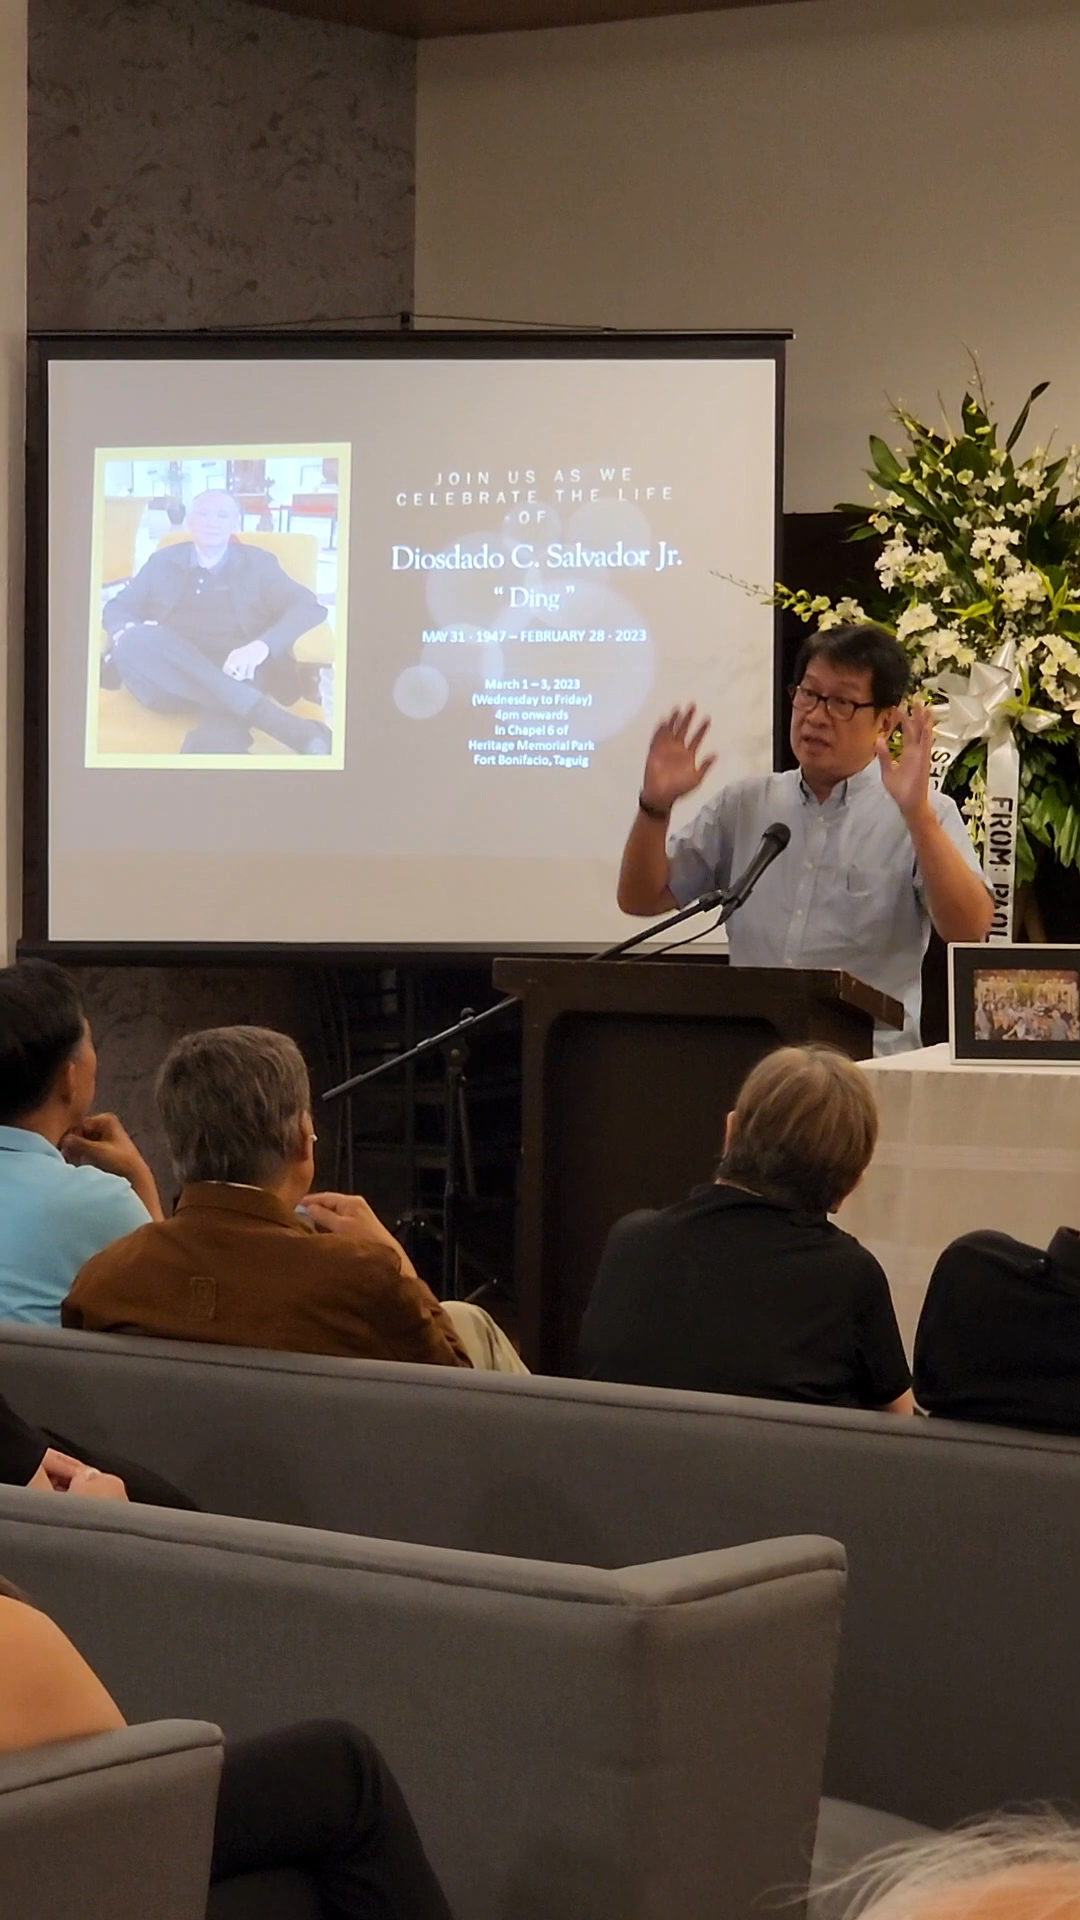 JOIN US AS WE
CELEBRATE THE LIFE
OF
Diosdado C. Salvador Jr.
“ Ding ”
MAY 31 - 1947 – FEBRUARY 28 - 2023
March 1 – 3, 2023
(Wednesday to Friday)
4pm onwards
In Chapel 6 of
Heritage Memorial Park
Fort Bonifacio, Taguig
FROM: